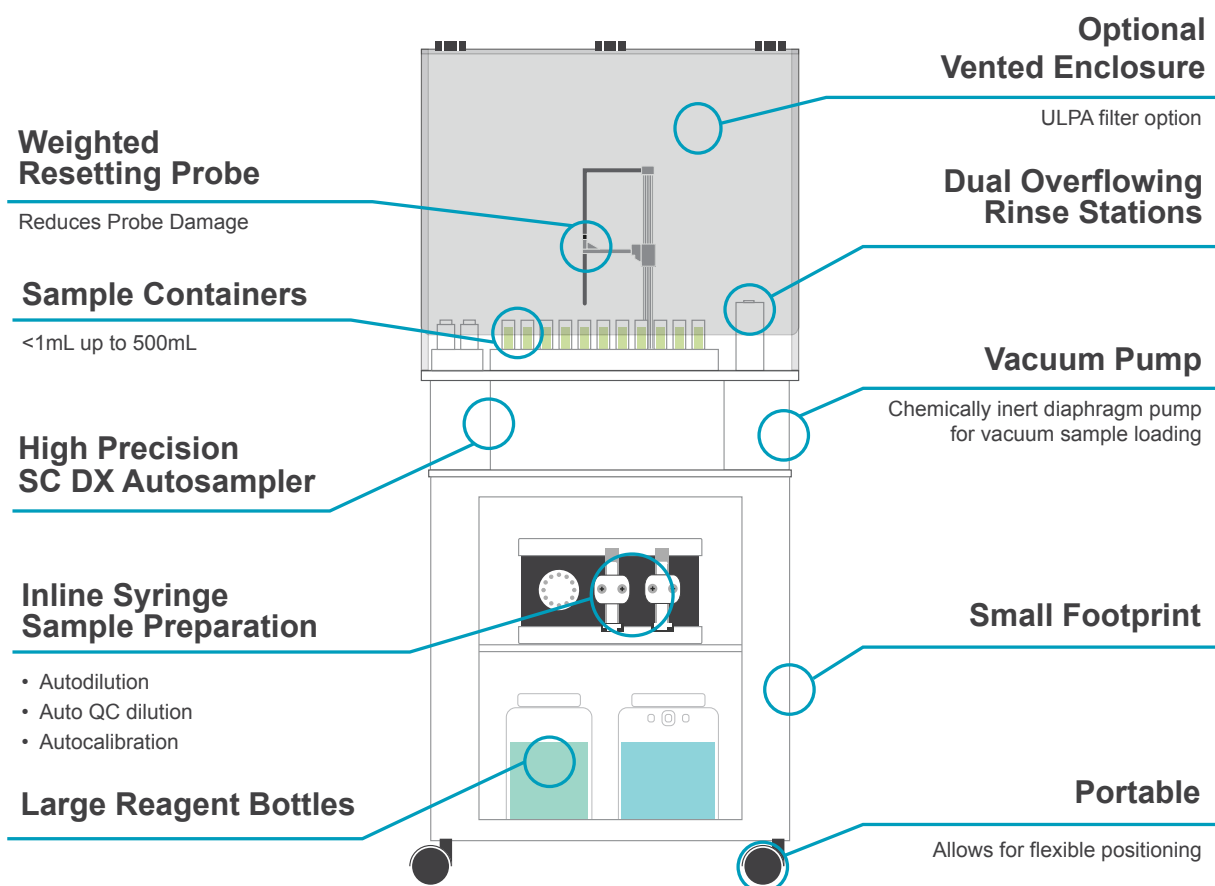 Weighted
Resetting Probe
Reduces Probe Damage
Sample Containers
<1mL up to 500mL
High Precision
SC DX Autosampler
Inline Syringe
Sample Preparation
• Autodilution
• Auto QC dilution
• Autocalibration
Large Reagent Bottles
Optional
Vented Enclosure
ULPA filter option
Dual Overflowing
Rinse Stations
Vacuum Pump
Chemically inert diaphragm pump
for vacuum sample loading
Small Footprint
Portable
Allows for flexible positioning